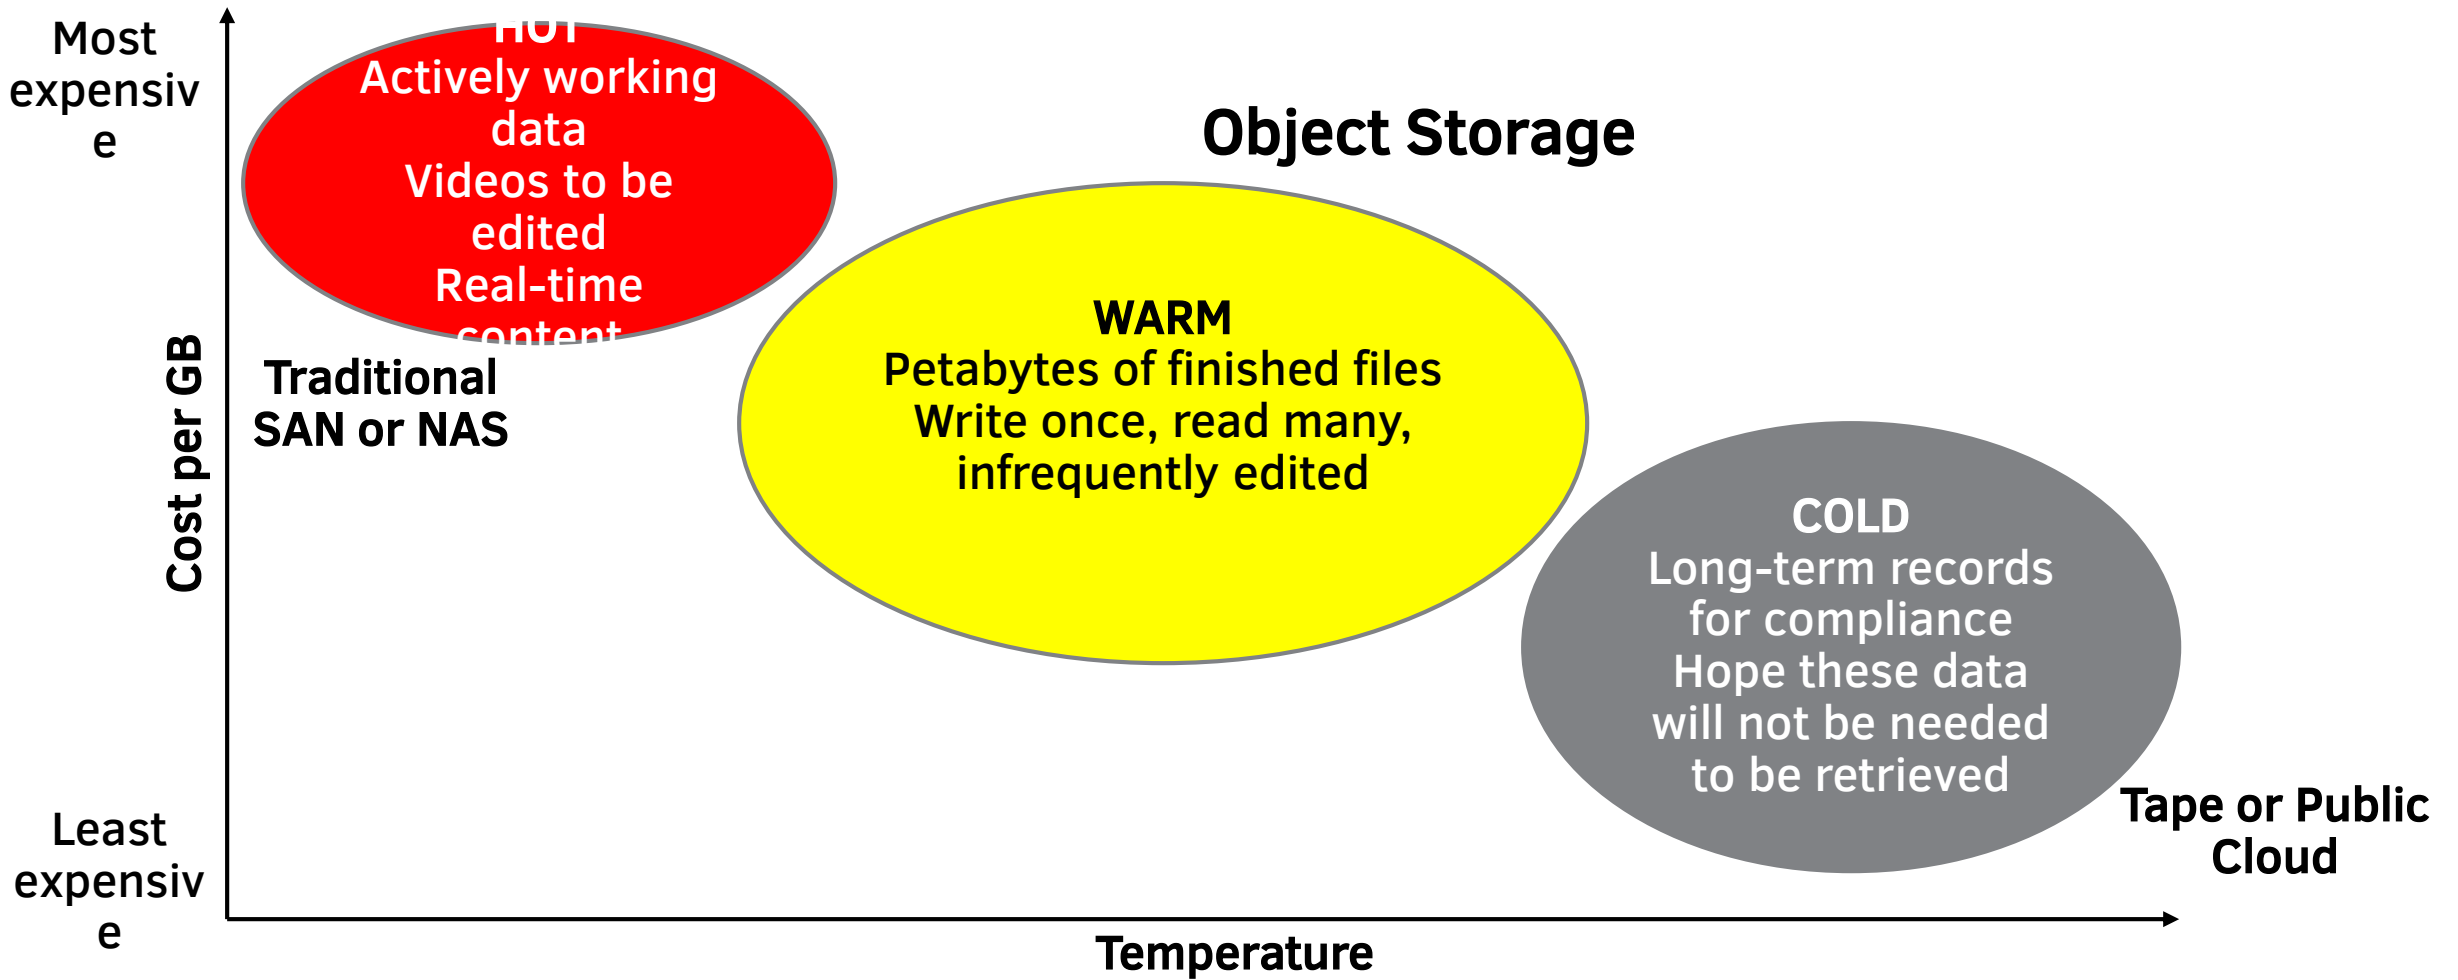 Most
expensiv
e
HOT
Actively working
data
Videos to be
edited
Real-time
content
Traditional
SAN or NAS
Object Storage
WARM
Petabytes of finished files
Write once, read many,
infrequently edited
COLD
Long-term records
for compliance
Hope these data
will not be needed
to be retrieved
Tape or Public
Cloud
Cost per GB
Least
expensiv
e
Temperature